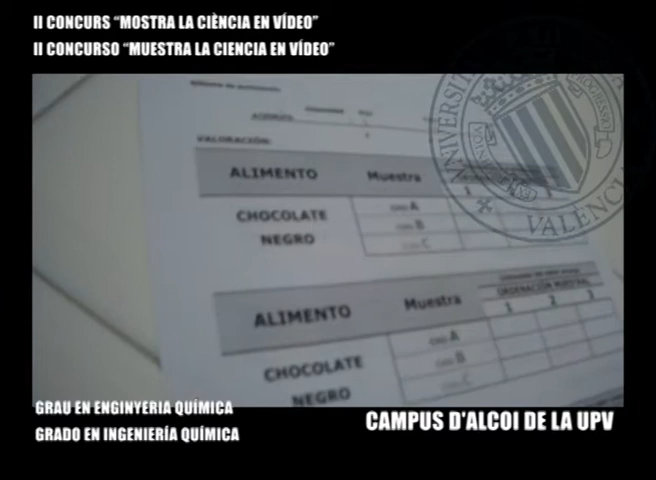 II CONCURS “MOSTRA LA CIÈNCIA EN VÍDEO”
II CONCURSO “MUESTRA LA CIENCIA EN VÍDEO”
VALORACIÓN:
ALIMENTO Muestra
1
CHOCOLATE
NEGRO
A
B
C
ALIMENTO Muestra
ORDENACIÓN MUESTRAS
1 2 3
CHOCOLATE
NEGRO
A
B
C
VALÈNCIA
GRAU EN ENGINYERIA QUÍMICA
GRADO EN INGENIERÍA QUÍMICA
CAMPUS D'ALCOI DE LA UPV